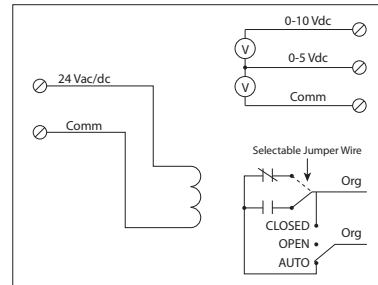 0-10 Vdc
V
0-5 Vdc
24 Vac/dc
V
Comm
Comm
Selectable Jumper Wire
Org
CLOSED
OPEN
Org
AUTO